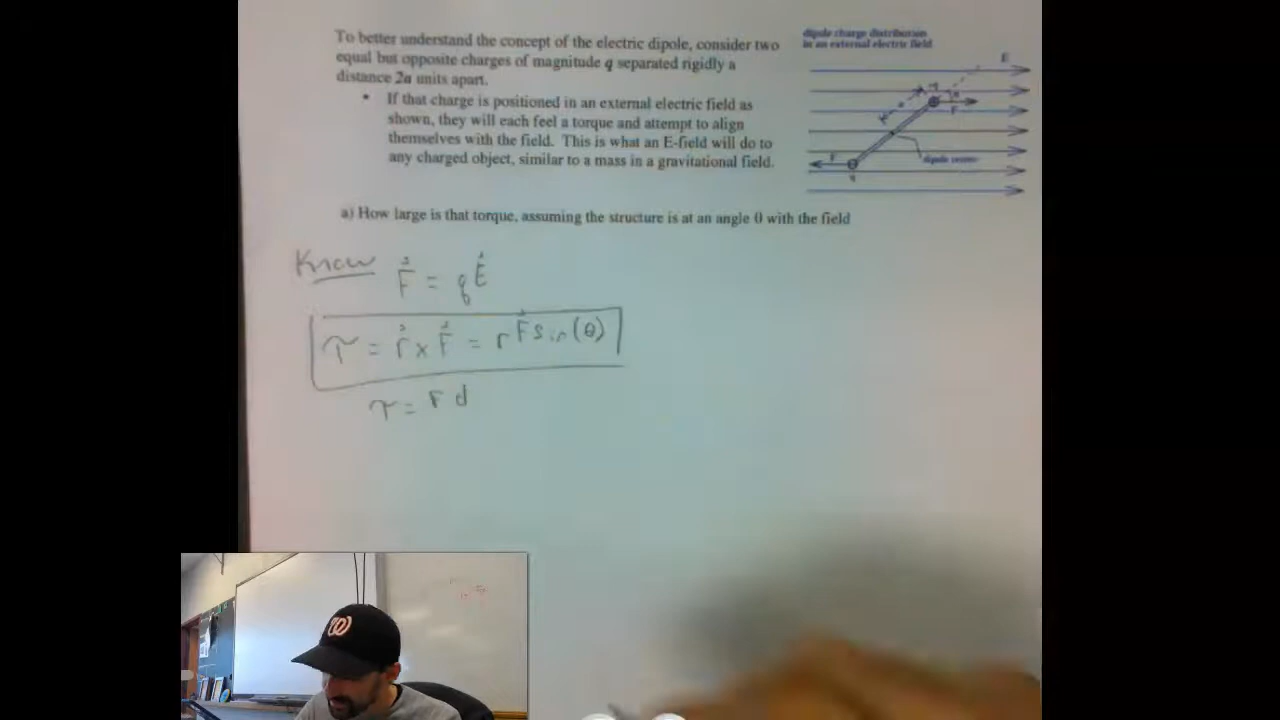 To better understand the concept of the electric dipole, consider two
equal but opposite charges of magnitude q separated rigidly a
distance 2a units apart.
• If that charge is positioned in an external electric field as
shown, they will each feel a torque and attempt to align
themselves with the field. This is what an E-field will do to
any charged object, similar to a mass in a gravitational field.
dipole charge distribution
in an external electric field
E
F
F
dipole center
a) How large is that torque, assuming the structure is at an angle θ with the field
Know F⃗ = qE⃗
τ = r⃗ × F⃗ = r F⃗ sin(θ)
τ = F d
W